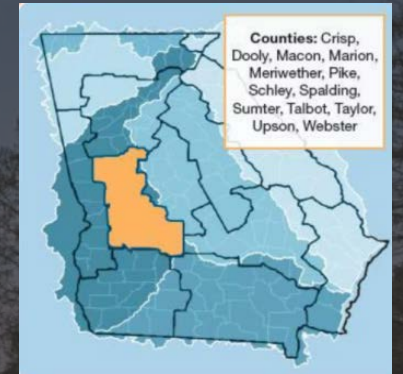 Counties: Crisp,
Dooly, Macon, Marion,
Meriwether, Pike,
Schley, Spalding,
Sumter, Talbot, Taylor,
Upson, Webster